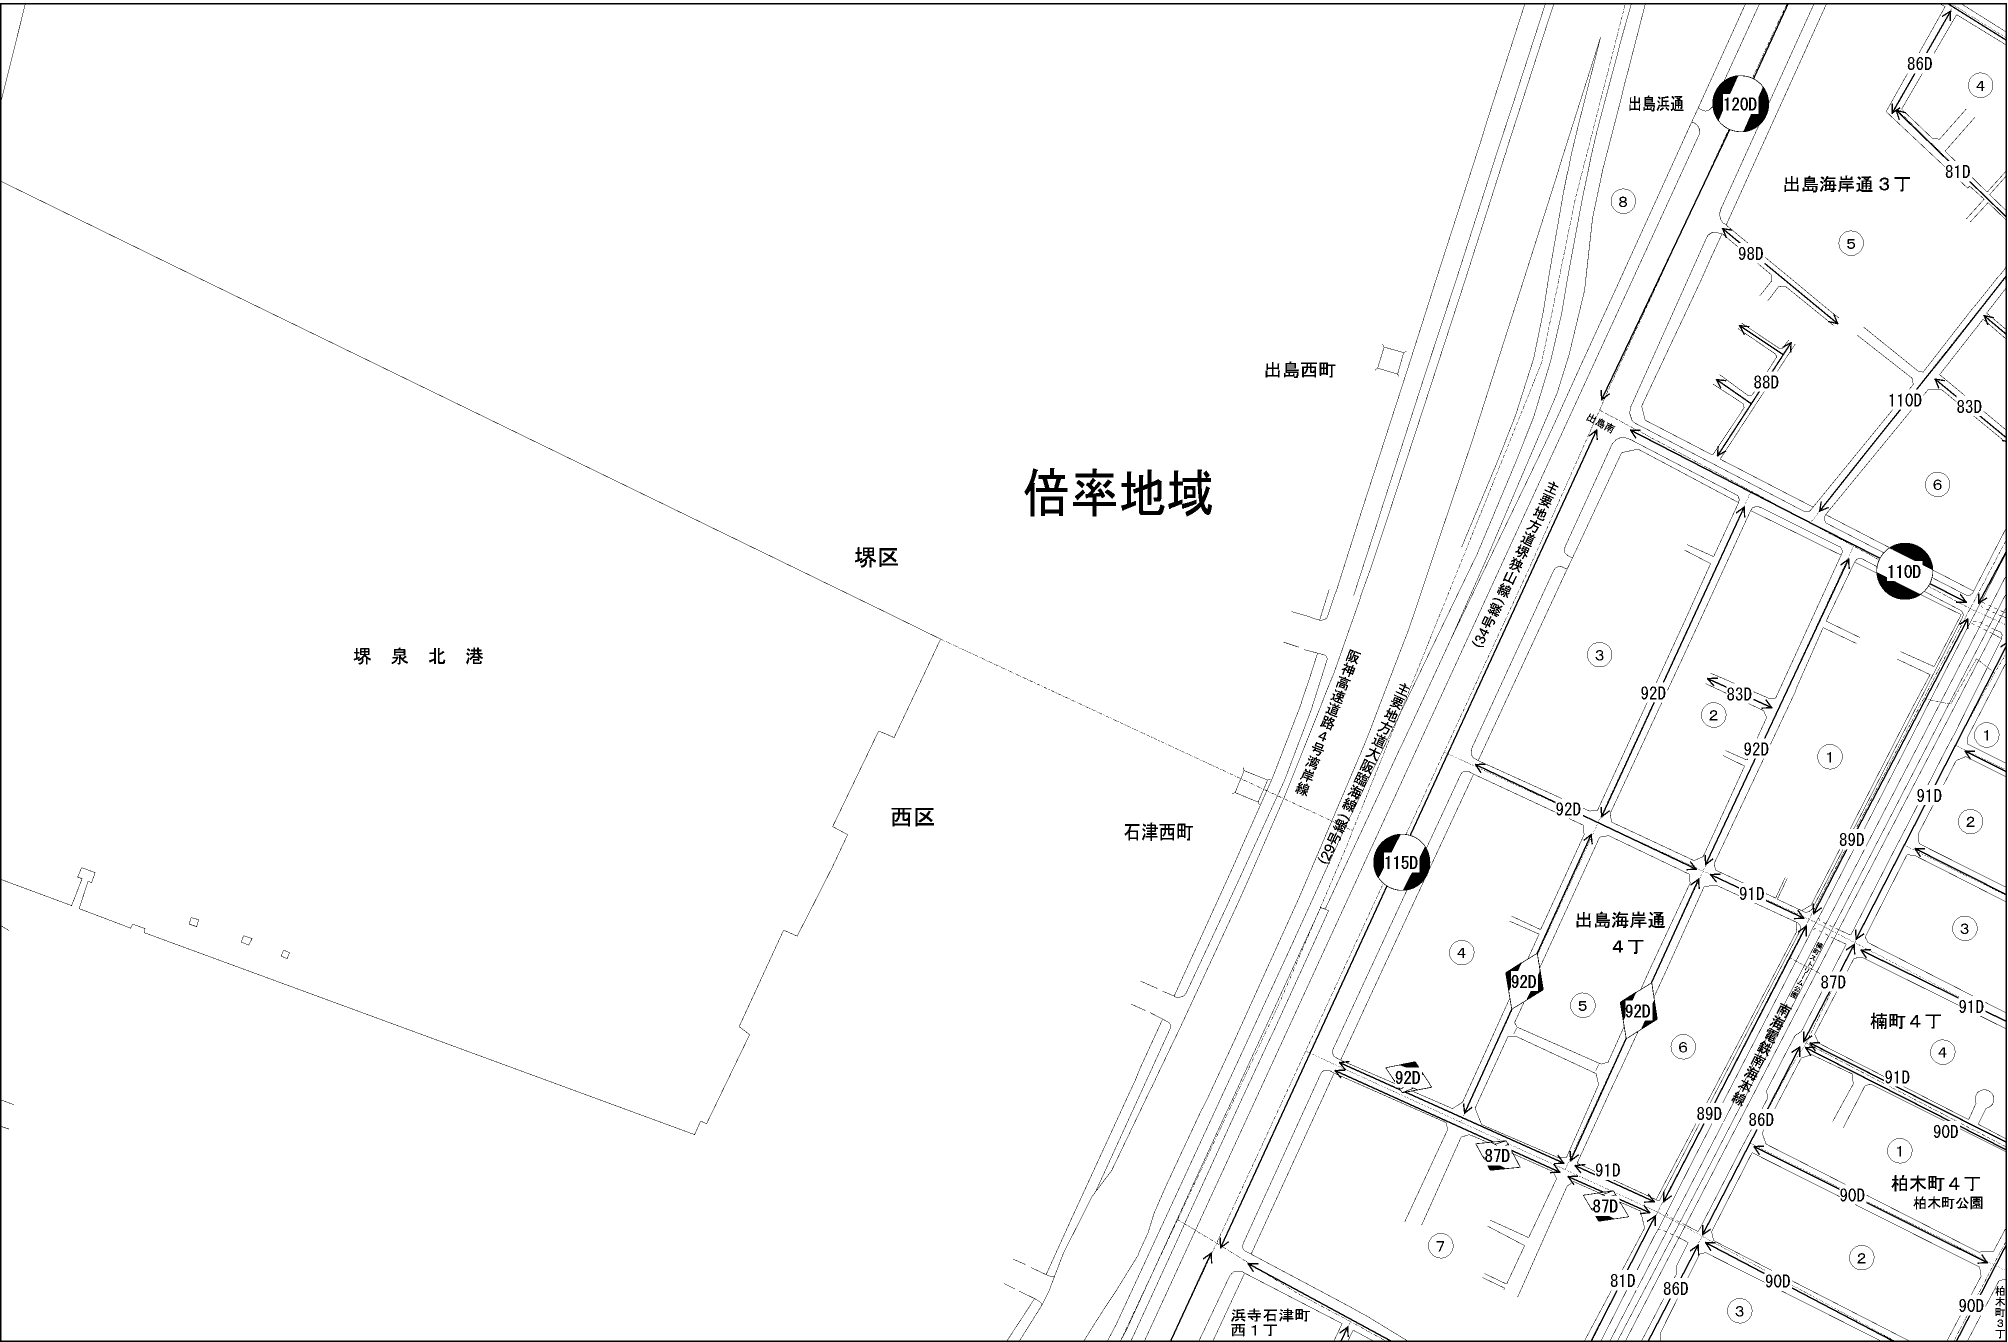 86D
④
出島浜通
120D
81D
出島海岸通３丁
⑧
⑤
98D
出島西町
88D
110D
83D
出島南
倍率地域
⑥
主要地方道堺狭山線
(34号線)
堺区
110D
堺　泉　北　港
③
阪神高速道路４号湾岸線
主要地方道大阪臨海線
(29号線)
92D
83D
②
92D
①
①
91D
西区
石津西町
92D
②
89D
115D
91D
出島海岸通
４丁
③
④
92D
⑤
92D
87D
91D
南海電鉄南海本線
楠町４丁
⑥
④
92D
91D
89D
86D
90D
87D
①
91D
柏木町４丁
90D
柏木町公園
87D
⑦
②
81D
86D
90D
③
90D
浜寺石津町
西１丁
柏木町３丁